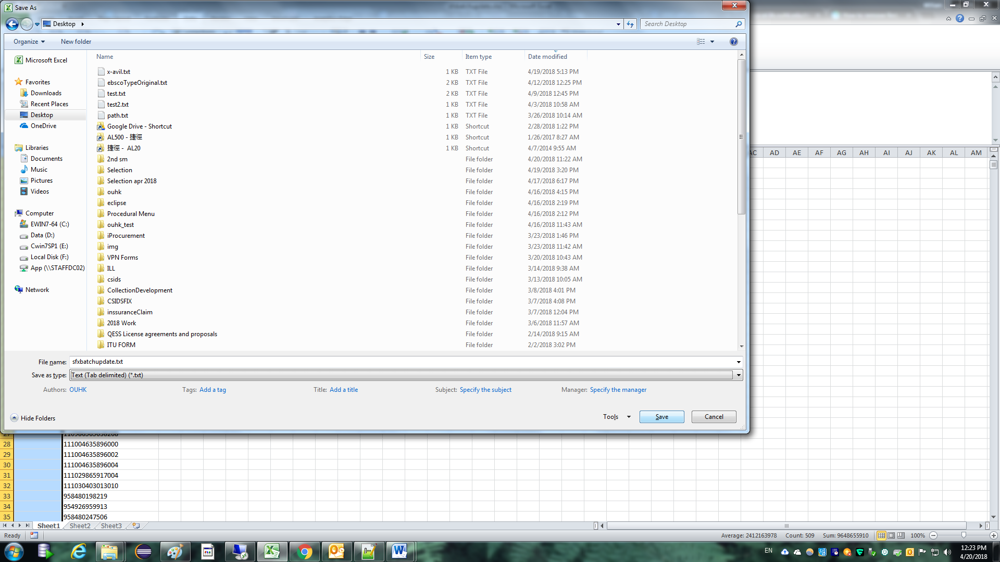 Save As
Desktop
Search Desktop
Organize New folder
Microsoft Excel
Favorites
Downloads
Recent Places
Desktop
OneDrive
Libraries
Documents
Music
Pictures
Videos
Computer
EWIN7-64 (C:)
Data (D:)
Cwin7SP1 (E:)
Local Disk (F:)
App (\\STAFFDC02)
Network
Name Size Item type Date modified
x-avil.txt 1 KB TXT File 4/19/2018 5:13 PM
ebscoTypeOriginal.txt 2 KB TXT File 4/12/2018 12:25 PM
test.txt 2 KB TXT File 4/9/2018 12:45 PM
test2.txt 1 KB TXT File 4/3/2018 10:58 AM
path.txt 1 KB TXT File 3/26/2018 10:14 AM
Google Drive - Shortcut 1 KB Shortcut 2/28/2018 1:22 PM
AL500 - 捷徑 1 KB Shortcut 1/26/2017 8:27 AM
捷徑 - AL20 1 KB Shortcut 4/7/2014 9:55 AM
2nd sm File folder 4/20/2018 11:22 AM
Selection File folder 4/19/2018 3:20 PM
Selection apr 2018 File folder 4/17/2018 6:17 PM
ouhk File folder 4/16/2018 4:15 PM
eclipse File folder 4/16/2018 2:19 PM
Procedural Menu File folder 4/16/2018 2:12 PM
ouhk_test File folder 4/16/2018 11:43 AM
iProcurement File folder 3/23/2018 1:46 PM
img File folder 3/23/2018 11:42 AM
VPN Forms File folder 3/20/2018 10:43 AM
ILL File folder 3/14/2018 9:38 AM
csids File folder 3/13/2018 10:05 AM
CollectionDevelopment File folder 3/8/2018 4:01 PM
CSIDSFIX File folder 3/7/2018 4:08 PM
inssuranceClaim File folder 3/7/2018 12:04 PM
2018 Work File folder 3/6/2018 11:57 AM
QESS License agreements and proposals File folder 2/14/2018 9:15 AM
ITU FORM File folder 2/2/2018 3:02 PM
File name: sfxbatchupdate.txt
Save as type: Text (Tab delimited) (*.txt)
Authors: OUHK Tags: Add a tag Title: Add a title Subject: Specify the subject Manager: Specify the manager
Hide Folders Tools Save Cancel
AC AD AE AF AG AH AI AJ AK AL AM
28 111004635896000
29 111004635896002
30 111004635896004
31 111029865917004
32 111030403013010
33 958480198219
34 954926959913
35 958480247506
Sheet1 Sheet2 Sheet3
Ready Average: 2412163978 Count: 509 Sum: 9648655910 100%
EN 12:23 PM
4/20/2018